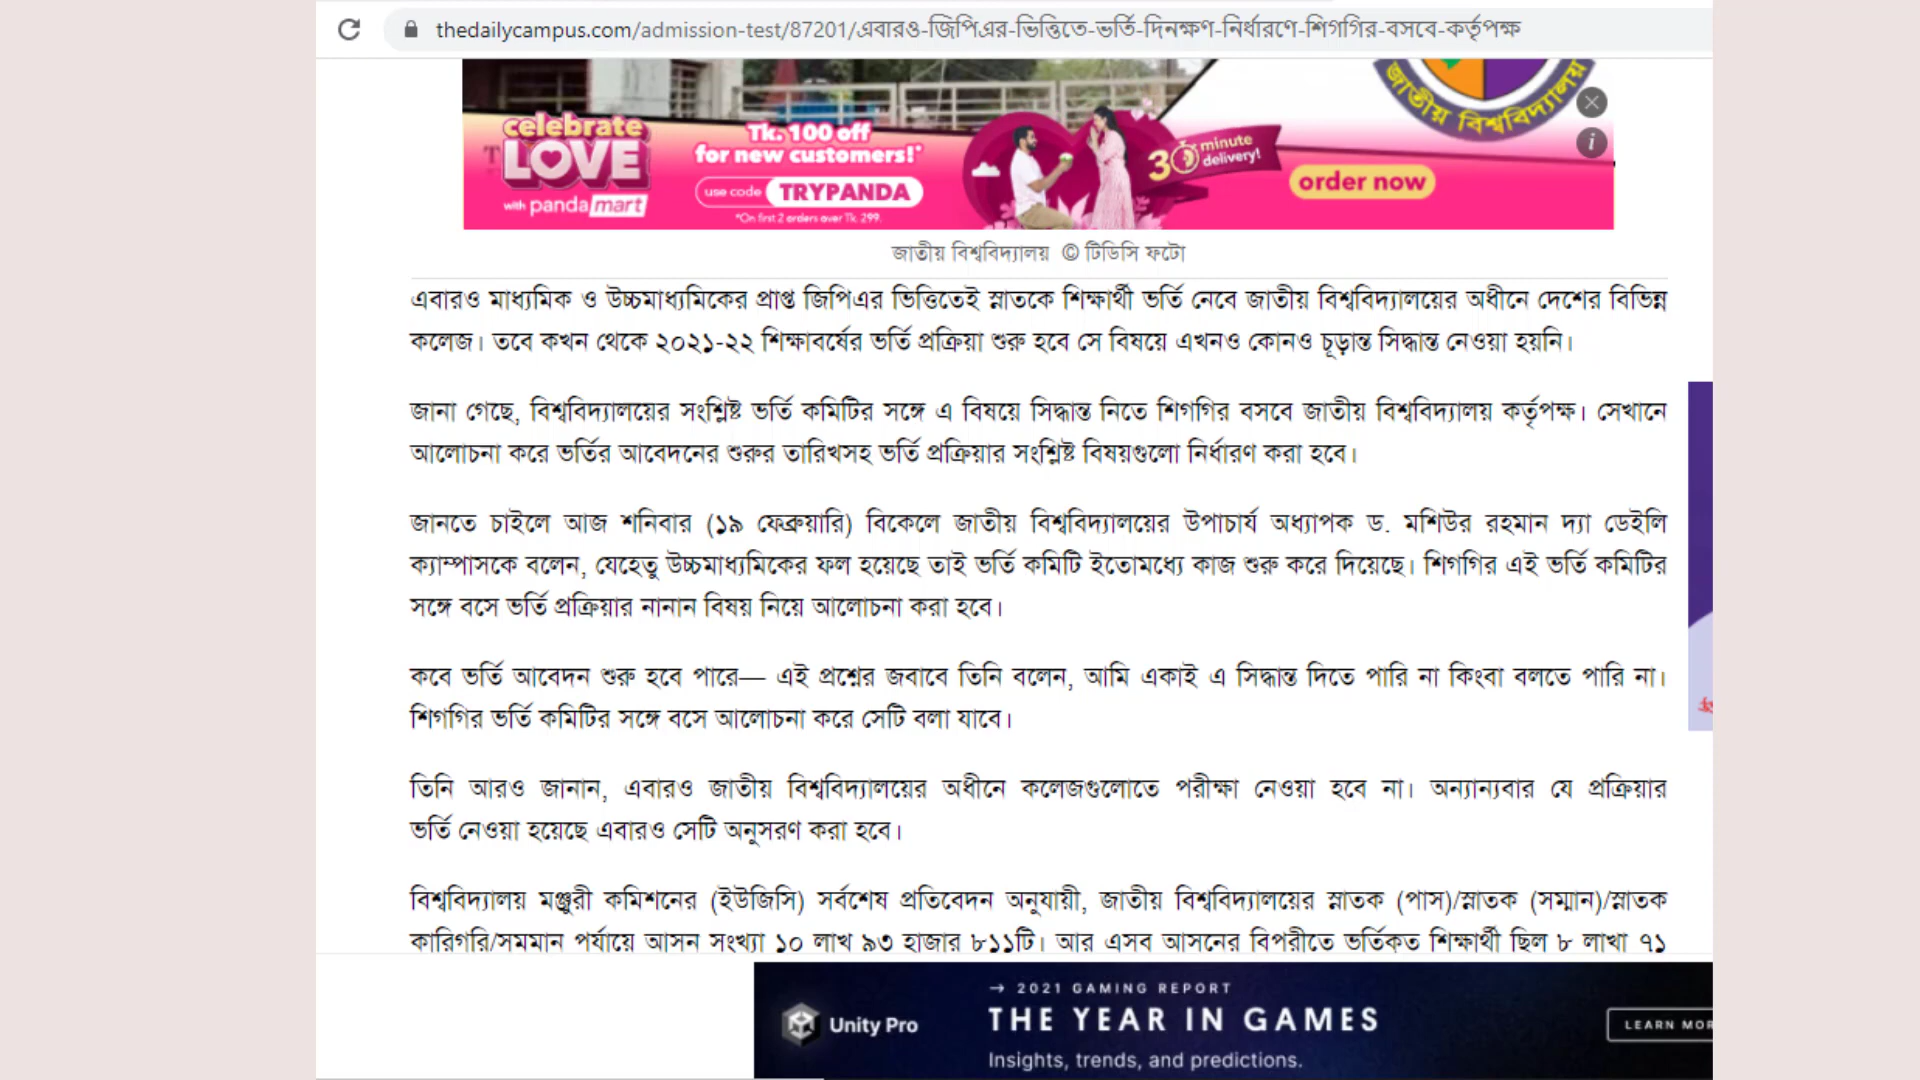 thedailycampus.com/admission-test/87201/এবারও-জিপিএর-ভিত্তিতে-ভর্তি-দিনক্ষণ-নির্ধারণে-শিগগির-বসবে-কর্তৃপক্ষ
জাতীয় বিশ্ববিদ্যালয়
celebrate
LOVE
with pandamart
Tk. 100 off
for new customers!*
use code TRYPANDA
*On first 2 orders over Tk. 299.
30 minute
delivery!
order now
জাতীয় বিশ্ববিদ্যালয় © টিডিসি ফটো
এবারও মাধ্যমিক ও উচ্চমাধ্যমিকের প্রাপ্ত জিপিএর ভিত্তিতেই স্নাতকে শিক্ষার্থী ভর্তি নেবে জাতীয় বিশ্ববিদ্যালয়ের অধীনে দেশের বিভিন্ন
কলেজ। তবে কখন থেকে ২০২১-২২ শিক্ষাবর্ষের ভর্তি প্রক্রিয়া শুরু হবে সে বিষয়ে এখনও কোনও চূড়ান্ত সিদ্ধান্ত নেওয়া হয়নি।
জানা গেছে, বিশ্ববিদ্যালয়ের সংশ্লিষ্ট ভর্তি কমিটির সঙ্গে এ বিষয়ে সিদ্ধান্ত নিতে শিগগির বসবে জাতীয় বিশ্ববিদ্যালয় কর্তৃপক্ষ। সেখানে
আলোচনা করে ভর্তির আবেদনের শুরুর তারিখসহ ভর্তি প্রক্রিয়ার সংশ্লিষ্ট বিষয়গুলো নির্ধারণ করা হবে।
জানতে চাইলে আজ শনিবার (১৯ ফেব্রুয়ারি) বিকেলে জাতীয় বিশ্ববিদ্যালয়ের উপাচার্য অধ্যাপক ড. মশিউর রহমান দ্যা ডেইলি
ক্যাম্পাসকে বলেন, যেহেতু উচ্চমাধ্যমিকের ফল হয়েছে তাই ভর্তি কমিটি ইতোমধ্যে কাজ শুরু করে দিয়েছে। শিগগির এই ভর্তি কমিটির
সঙ্গে বসে ভর্তি প্রক্রিয়ার নানান বিষয় নিয়ে আলোচনা করা হবে।
কবে ভর্তি আবেদন শুরু হবে পারে— এই প্রশ্নের জবাবে তিনি বলেন, আমি একাই এ সিদ্ধান্ত দিতে পারি না কিংবা বলতে পারি না।
শিগগির ভর্তি কমিটির সঙ্গে বসে আলোচনা করে সেটি বলা যাবে।
তিনি আরও জানান, এবারও জাতীয় বিশ্ববিদ্যালয়ের অধীনে কলেজগুলোতে পরীক্ষা নেওয়া হবে না। অন্যান্যবার যে প্রক্রিয়ার
ভর্তি নেওয়া হয়েছে এবারও সেটি অনুসরণ করা হবে।
বিশ্ববিদ্যালয় মঞ্জুরী কমিশনের (ইউজিসি) সর্বশেষ প্রতিবেদন অনুযায়ী, জাতীয় বিশ্ববিদ্যালয়ের স্নাতক (পাস)/স্নাতক (সম্মান)/স্নাতক
কারিগরি/সমমান পর্যায়ে আসন সংখ্যা ১০ লাখ ৯৩ হাজার ৮১১টি। আর এসব আসনের বিপরীতে ভর্তিকৃত শিক্ষার্থী ছিল ৮ লাখা ৭১
→ 2021 GAMING REPORT
Unity Pro
THE YEAR IN GAMES
Insights, trends, and predictions.
LEARN MOR